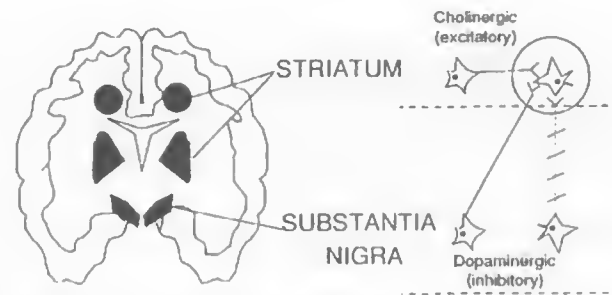 STRIATUM
SUBSTANTIA
NIGRA
Cholinergic
(excitatory)
Dopaminergic
(inhibitory)